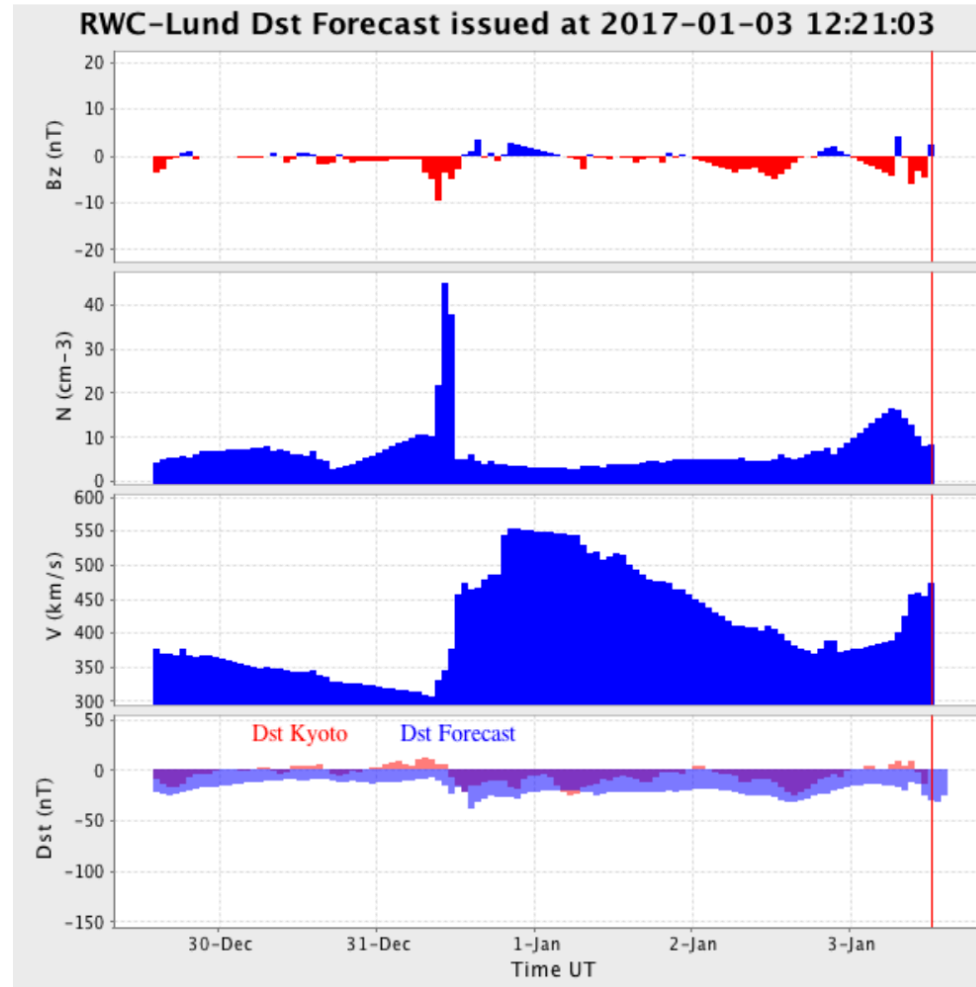 RWC-Lund Dst Forecast issued at 2017-01-03 12:21:03
Bz (nT)
20
10
0
-10
-20
N (cm-3)
40
30
20
10
0
V (km/s)
600
550
500
450
400
350
300
Dst (nT)
50
0
-50
-100
-150
Dst Kyoto Dst Forecast
30-Dec 31-Dec 1-Jan 2-Jan 3-Jan
Time UT